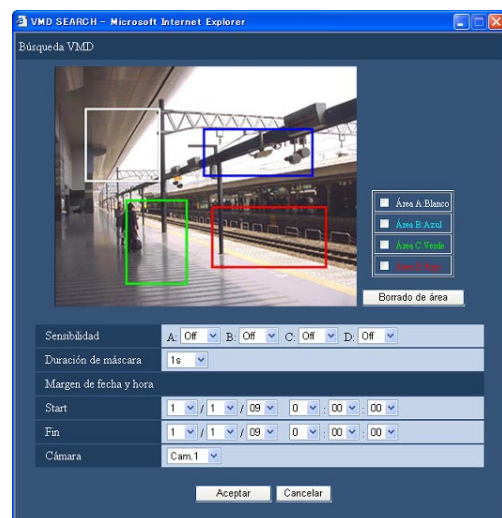 VMD SEARCH - Microsoft Internet Explorer
Búsqueda VMD
Área A:Blanco
Área B:Azul
Área C:Verde
Área D:Rojo
Borrado de área
Sensibilidad A: Off B: Off C: Off D: Off
Duración de máscara 1s
Margen de fecha y hora
Start 1 / 1 / 09 0 : 00 : 00
Fin 1 / 1 / 09 0 : 00 : 00
Cámara Cam.1
Aceptar Cancelar